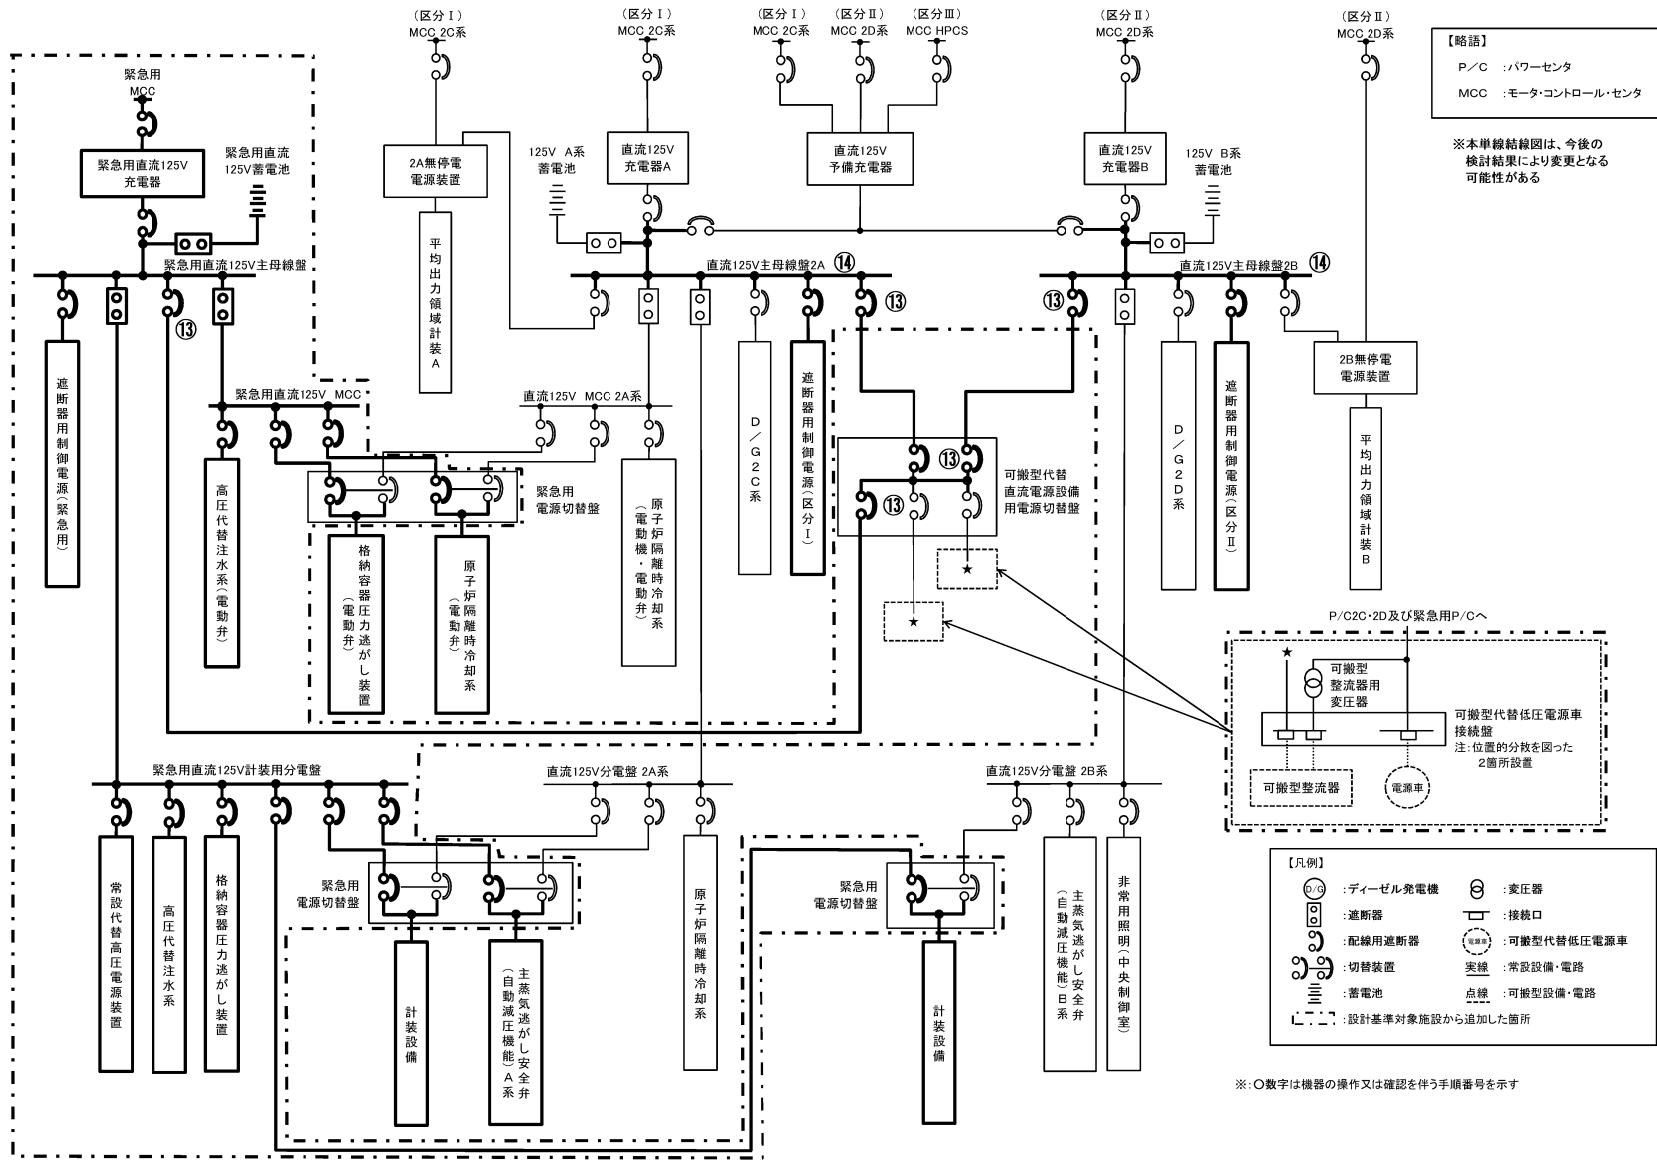 (区分Ⅰ)
MCC 2C系
(区分Ⅰ)
MCC 2C系
(区分Ⅰ)
MCC 2C系
(区分Ⅱ)
MCC 2D系
(区分Ⅲ)
MCC HPCS
(区分Ⅱ)
MCC 2D系
(区分Ⅱ)
MCC 2D系
【略語】
P/C :パワーセンタ
MCC :モータ・コントロール・センタ
※本単線結線図は、今後の
検討結果により変更となる
可能性がある
緊急用
MCC
緊急用直流125V
充電器
緊急用直流
125V蓄電池
2A無停電
電源装置
125V A系
蓄電池
直流125V
充電器A
直流125V
予備充電器
直流125V
充電器B
125V B系
蓄電池
平均出力領域計装A
緊急用直流125V主母線盤
直流125V主母線盤2A
⑭
直流125V主母線盤2B
⑭
⑬
⑬
⑬
遮断器用制御電源(緊急用)
緊急用直流125V MCC
直流125V MCC 2A系
D/G2C系
遮断器用制御電源(区分Ⅰ)
D/G2D系
遮断器用制御電源(区分Ⅱ)
2B無停電
電源装置
平均出力領域計装B
高圧代替注水系(電動弁)
緊急用
電源切替盤
格納容器圧力逃がし装置
(電動弁)
原子炉隔離時冷却系
(電動弁)
原子炉隔離時冷却系
(電動機・電動弁)
⑬
⑬
可搬型代替
直流電源設備
用電源切替盤
★
★
P/C2C・2D及び緊急用P/Cへ
★
可搬型
整流器用
変圧器
可搬型代替低圧電源車
接続盤
注:位置的分散を図った
2箇所設置
可搬型整流器
電源車
緊急用直流125V計装用分電盤
直流125V分電盤 2A系
直流125V分電盤 2B系
常設代替高圧電源装置
高圧代替注水系
格納容器圧力逃がし装置
緊急用
電源切替盤
計装設備
主蒸気逃がし安全弁
(自動減圧機能)A系
原子炉隔離時冷却系
緊急用
電源切替盤
計装設備
主蒸気逃がし安全弁
(自動減圧機能)B系
非常用照明(中央制御室)
【凡例】
D/G :ディーゼル発電機
:変圧器
:遮断器
:接続口
:配線用遮断器
電源車 :可搬型代替低圧電源車
:切替装置
実線 :常設設備・電路
:蓄電池
点線 :可搬型設備・電路
:設計基準対象施設から追加した箇所
※:○数字は機器の操作又は確認を伴う手順番号を示す